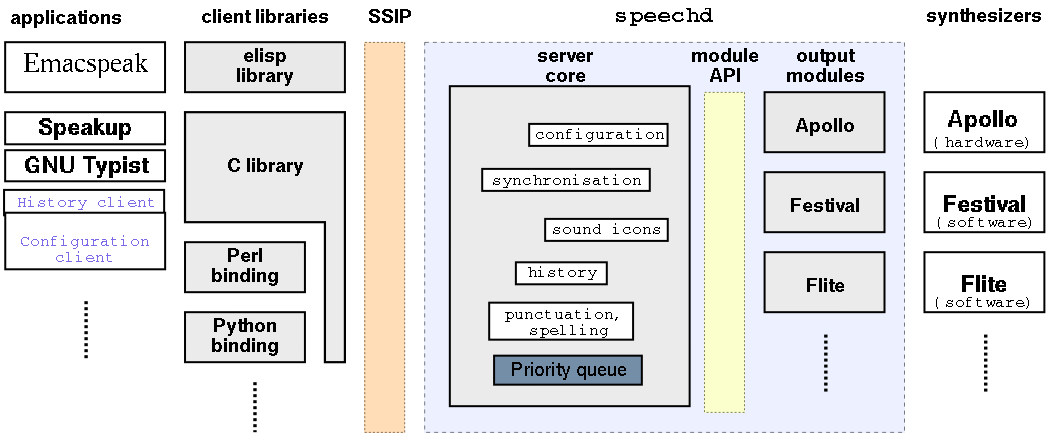 applications
client libraries
SSIP
speechd
synthesizers
Emacspeak
Speakup
GNU Typist
History client
Configuration
client
elisp
library
C library
Perl
binding
Python
binding
server
core
configuration
synchronisation
sound icons
history
punctuation,
spelling
Priority queue
module
API
output
modules
Apollo
Festival
Flite
Apollo
(hardware)
Festival
(software)
Flite
(software)